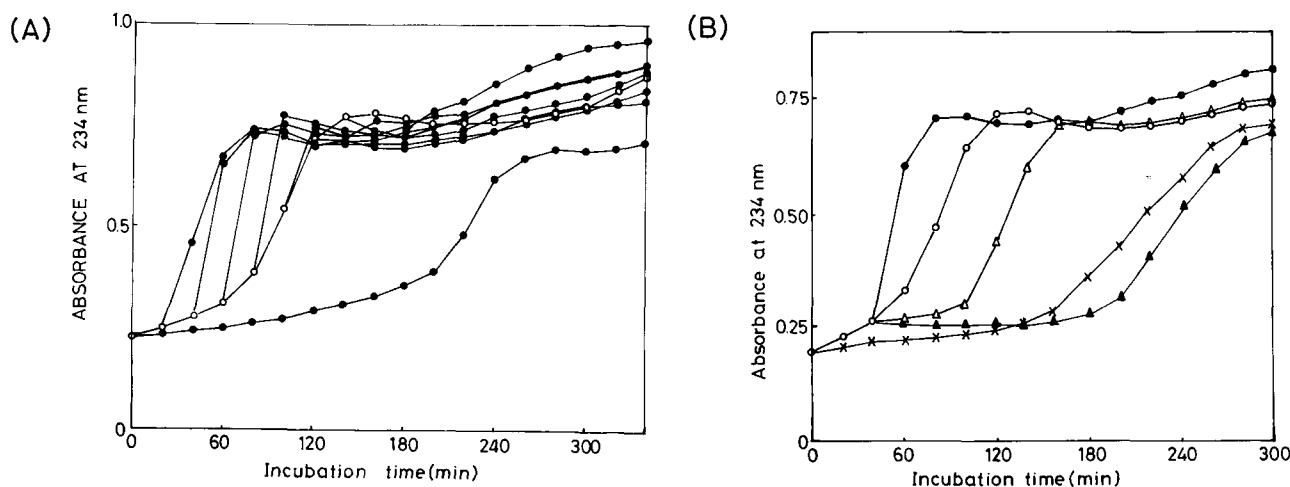 (A)
1.0
0.5
0
ABSORBANCE AT 234 nm
0 60 120 180 240 300
Incubation time(min)
(B)
0.75
0.50
0.25
0
Absorbance at 234 nm
0 60 120 180 240 300
Incubation time(min)